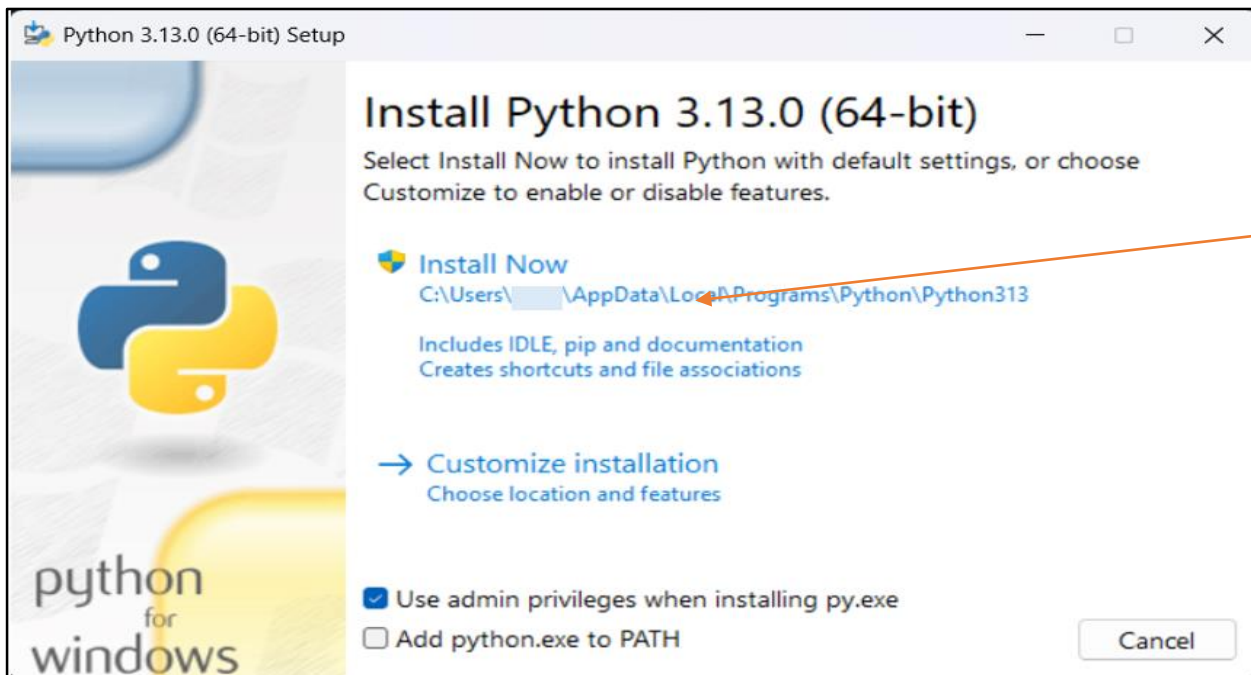 Python 3.13.0 (64-bit) Setup
Install Python 3.13.0 (64-bit)
Select Install Now to install Python with default settings, or choose
Customize to enable or disable features.
Install Now
C:\Users\ \AppData\Local\Programs\Python\Python313
Includes IDLE, pip and documentation
Creates shortcuts and file associations
Customize installation
Choose location and features
python
for
windows
Use admin privileges when installing py.exe
Add python.exe to PATH
Cancel